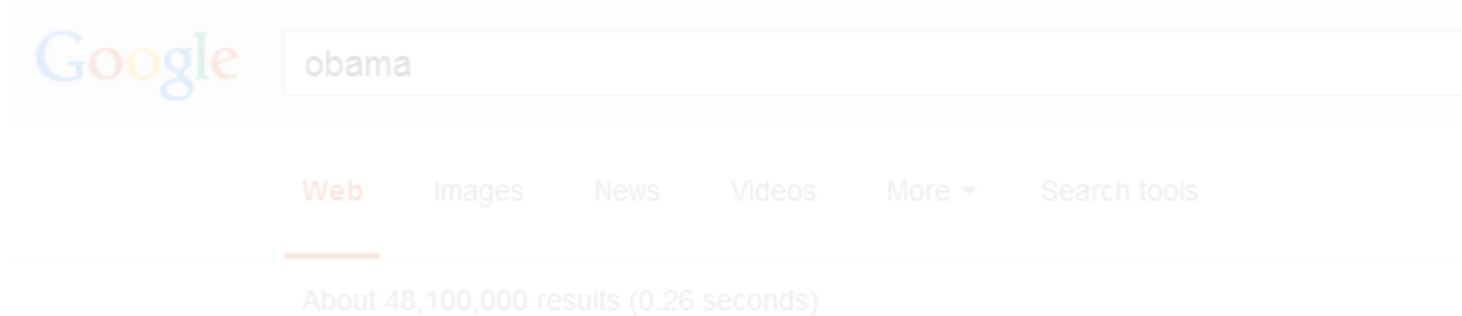 Google obama
Web Images News Videos More Search tools
About 48,100,000 results (0.26 seconds)